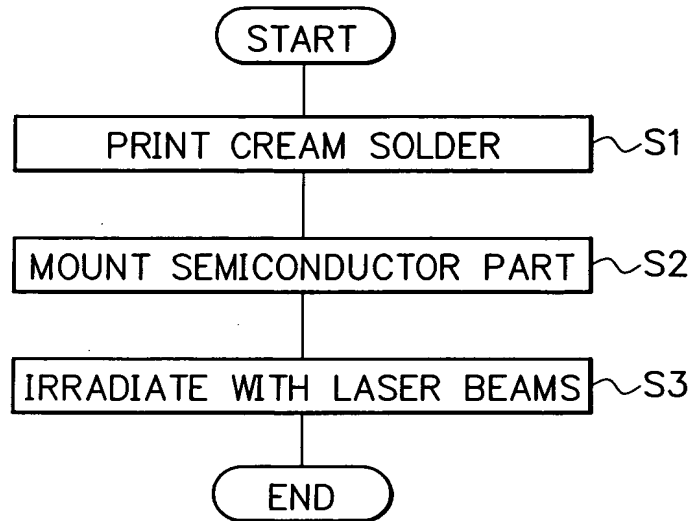 START
PRINT CREAM SOLDER S1
MOUNT SEMICONDUCTOR PART S2
IRRADIATE WITH LASER BEAMS S3
END